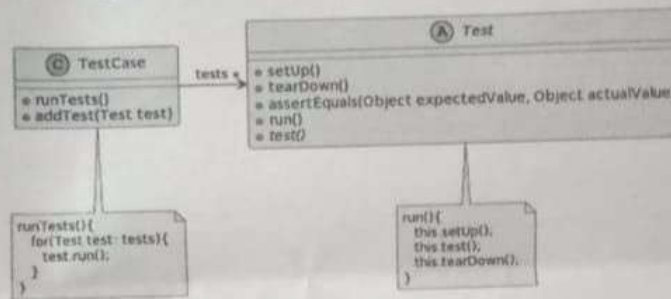 C TestCase
runTests()
addTest(Test test)
tests *
A Test
setUp()
tearDown()
assertEquals(Object expectedValue, Object actualValue
run()
test()
runTests(){
for(Test test: tests){
test.run();
}
}
run(){
this.setUp();
this.test();
this.tearDown();
}